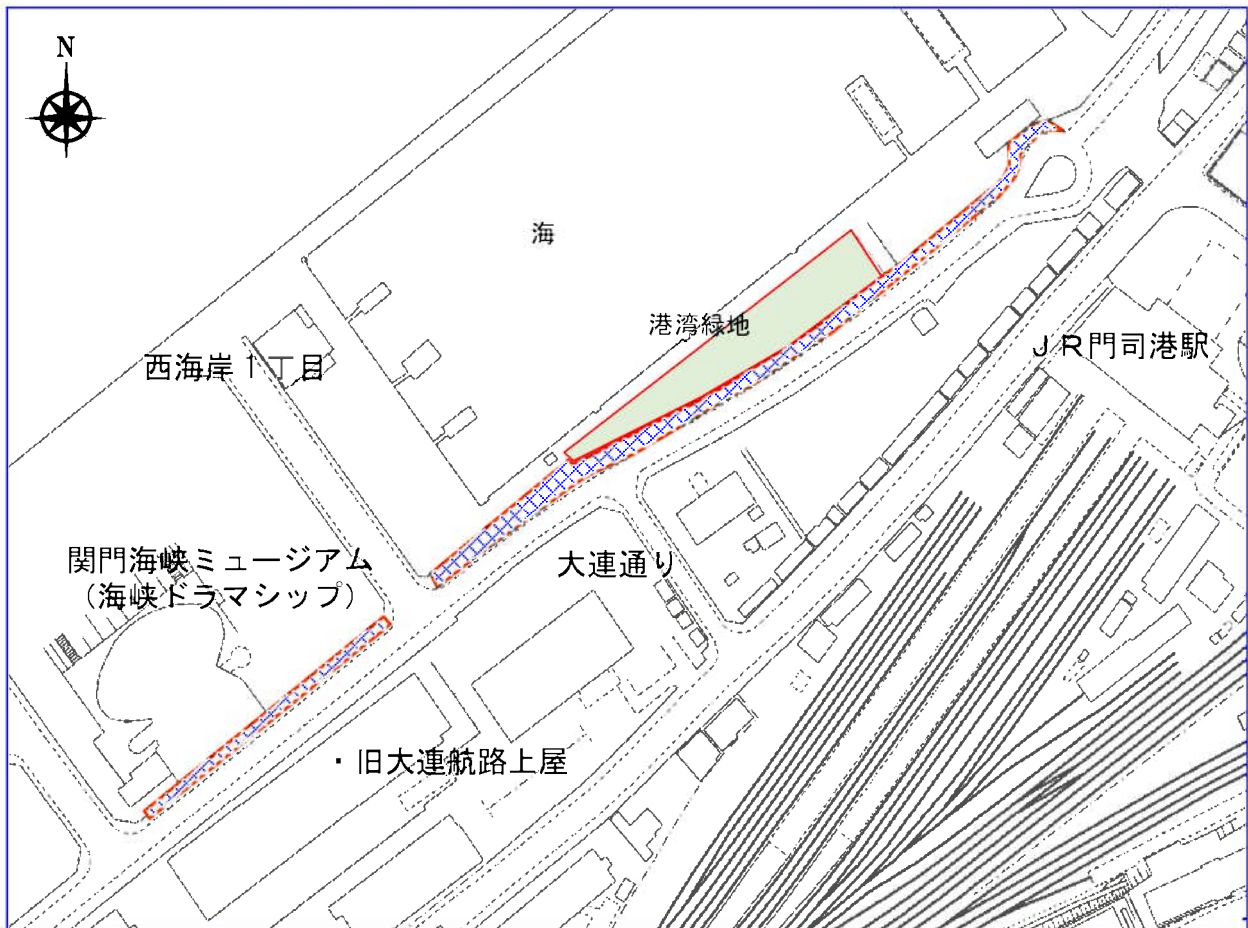 N
海
港湾緑地
JR門司港駅
西海岸1丁目
関門海峡ミュージアム
(海峡ドラマシップ)
大連通り
・旧大連航路上屋